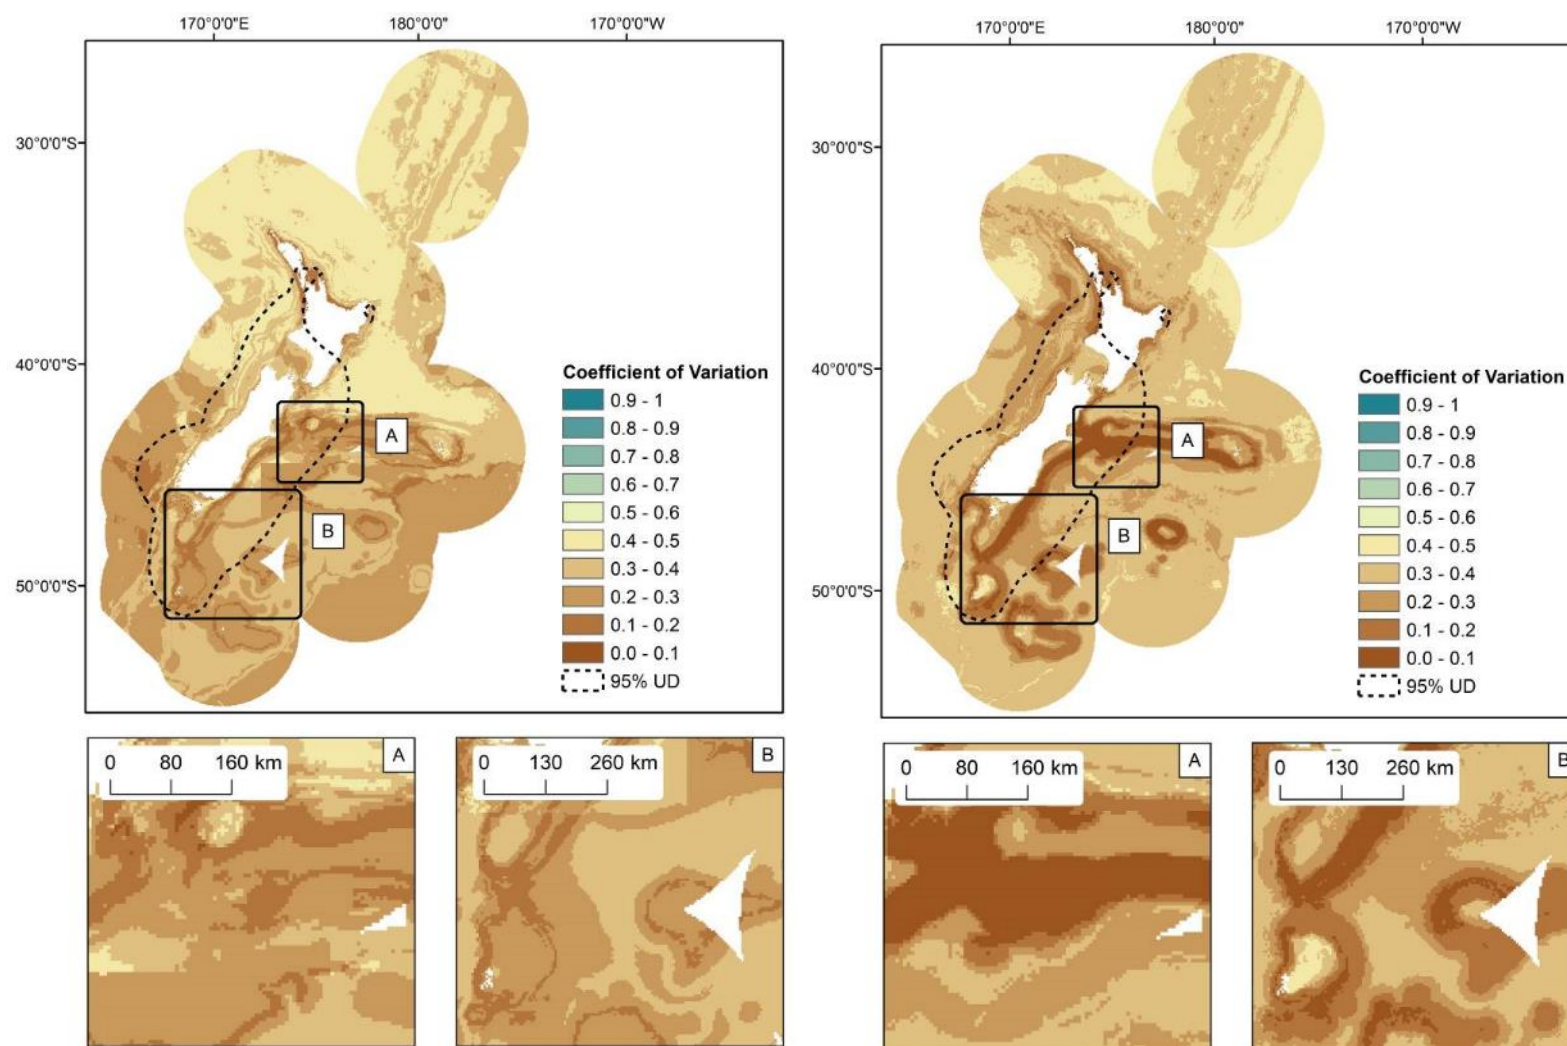 170°0'0"E 180°0'0" 170°0'0"W
30°0'0"S
40°0'0"S
50°0'0"S
Coefficient of Variation
0.9 - 1
0.8 - 0.9
0.7 - 0.8
0.6 - 0.7
0.5 - 0.6
0.4 - 0.5
0.3 - 0.4
0.2 - 0.3
0.1 - 0.2
0.0 - 0.1
95% UD
A
B
0 80 160 km
A
0 130 260 km
B
170°0'0"E 180°0'0" 170°0'0"W
30°0'0"S
40°0'0"S
50°0'0"S
Coefficient of Variation
0.9 - 1
0.8 - 0.9
0.7 - 0.8
0.6 - 0.7
0.5 - 0.6
0.4 - 0.5
0.3 - 0.4
0.2 - 0.3
0.1 - 0.2
0.0 - 0.1
95% UD
A
B
0 80 160 km
A
0 130 260 km
B